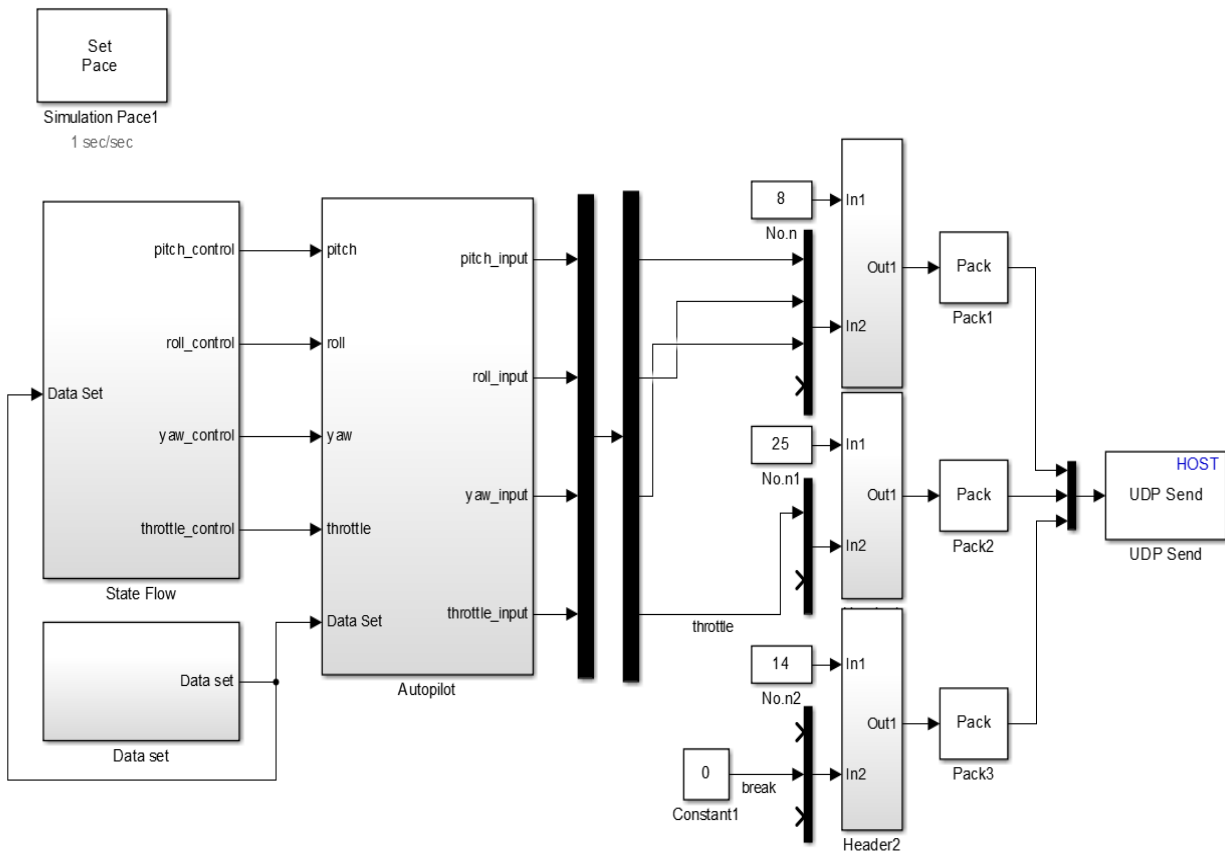 Set
Pace
Simulation Pace1
1 sec/sec
pitch_control
roll_control
Data Set
yaw_control
throttle_control
State Flow
Data set
Data set
pitch
roll
yaw
throttle
Data Set
pitch_input
roll_input
yaw_input
throttle_input
Autopilot
throttle
8
No.n
In1
Out1
In2
Pack
Pack1
25
No.n1
In1
Out1
In2
Pack
Pack2
14
No.n2
In1
Out1
In2
Header2
Pack
Pack3
0
Constant1
break
HOST
UDP Send
UDP Send